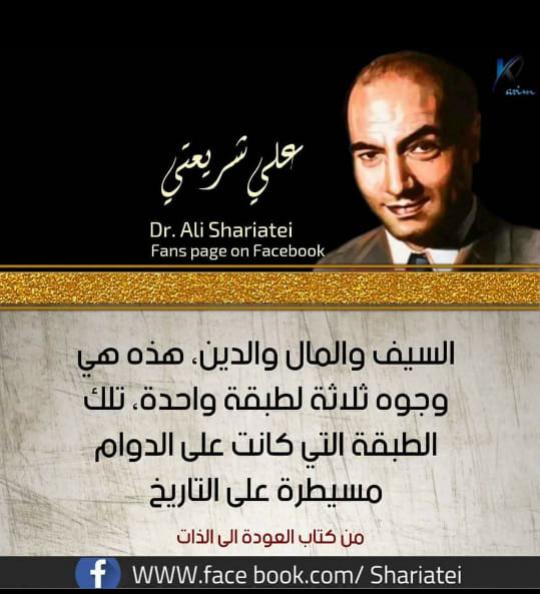 Karim
علي شريعتي
Dr. Ali Shariatei
Fans page on Facebook
السيف والمال والدين، هذه هي
وجوه ثلاثة لطبقة واحدة، تلك
الطبقة التي كانت على الدوام
مسيطرة على التاريخ
من كتاب العودة الى الذات
f WWW.face book.com/ Shariatei